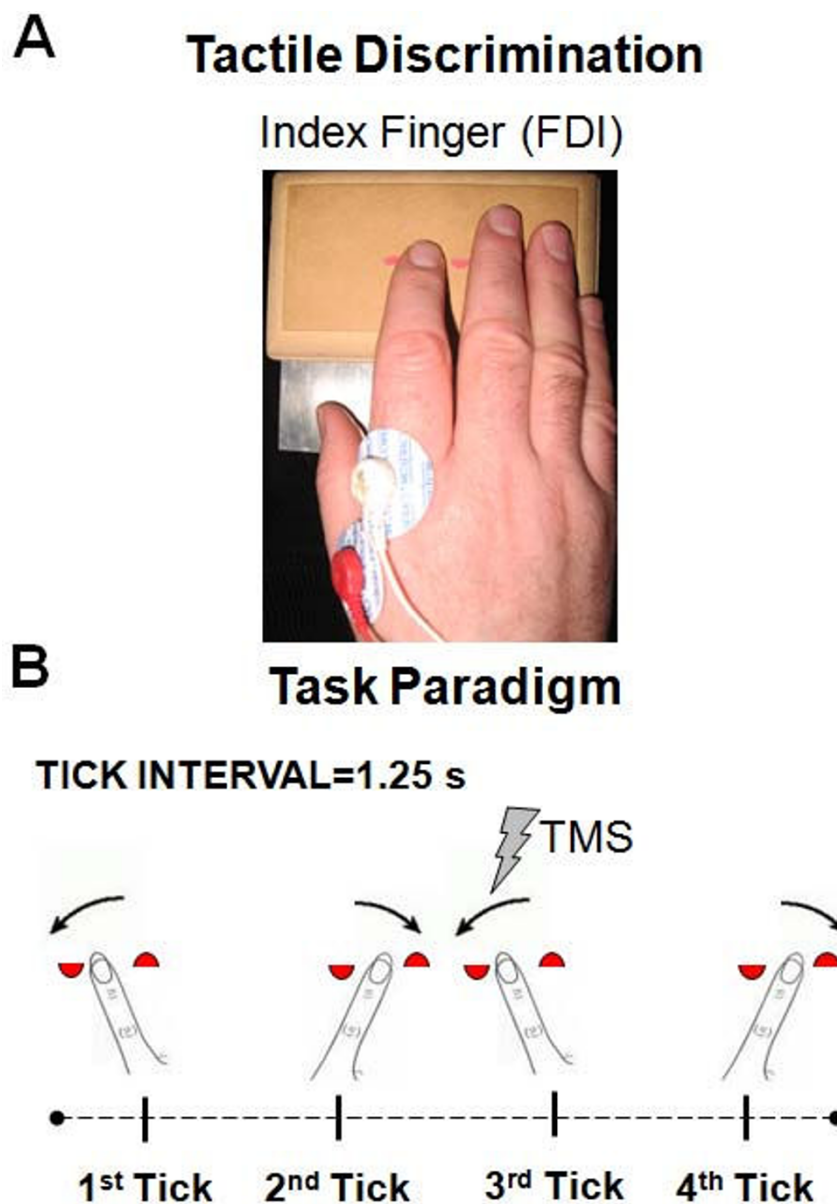 A
Tactile Discrimination
Index Finger (FDI)
B
Task Paradigm
TICK INTERVAL=1.25 s
TMS
1st Tick 2nd Tick 3rd Tick 4th Tick